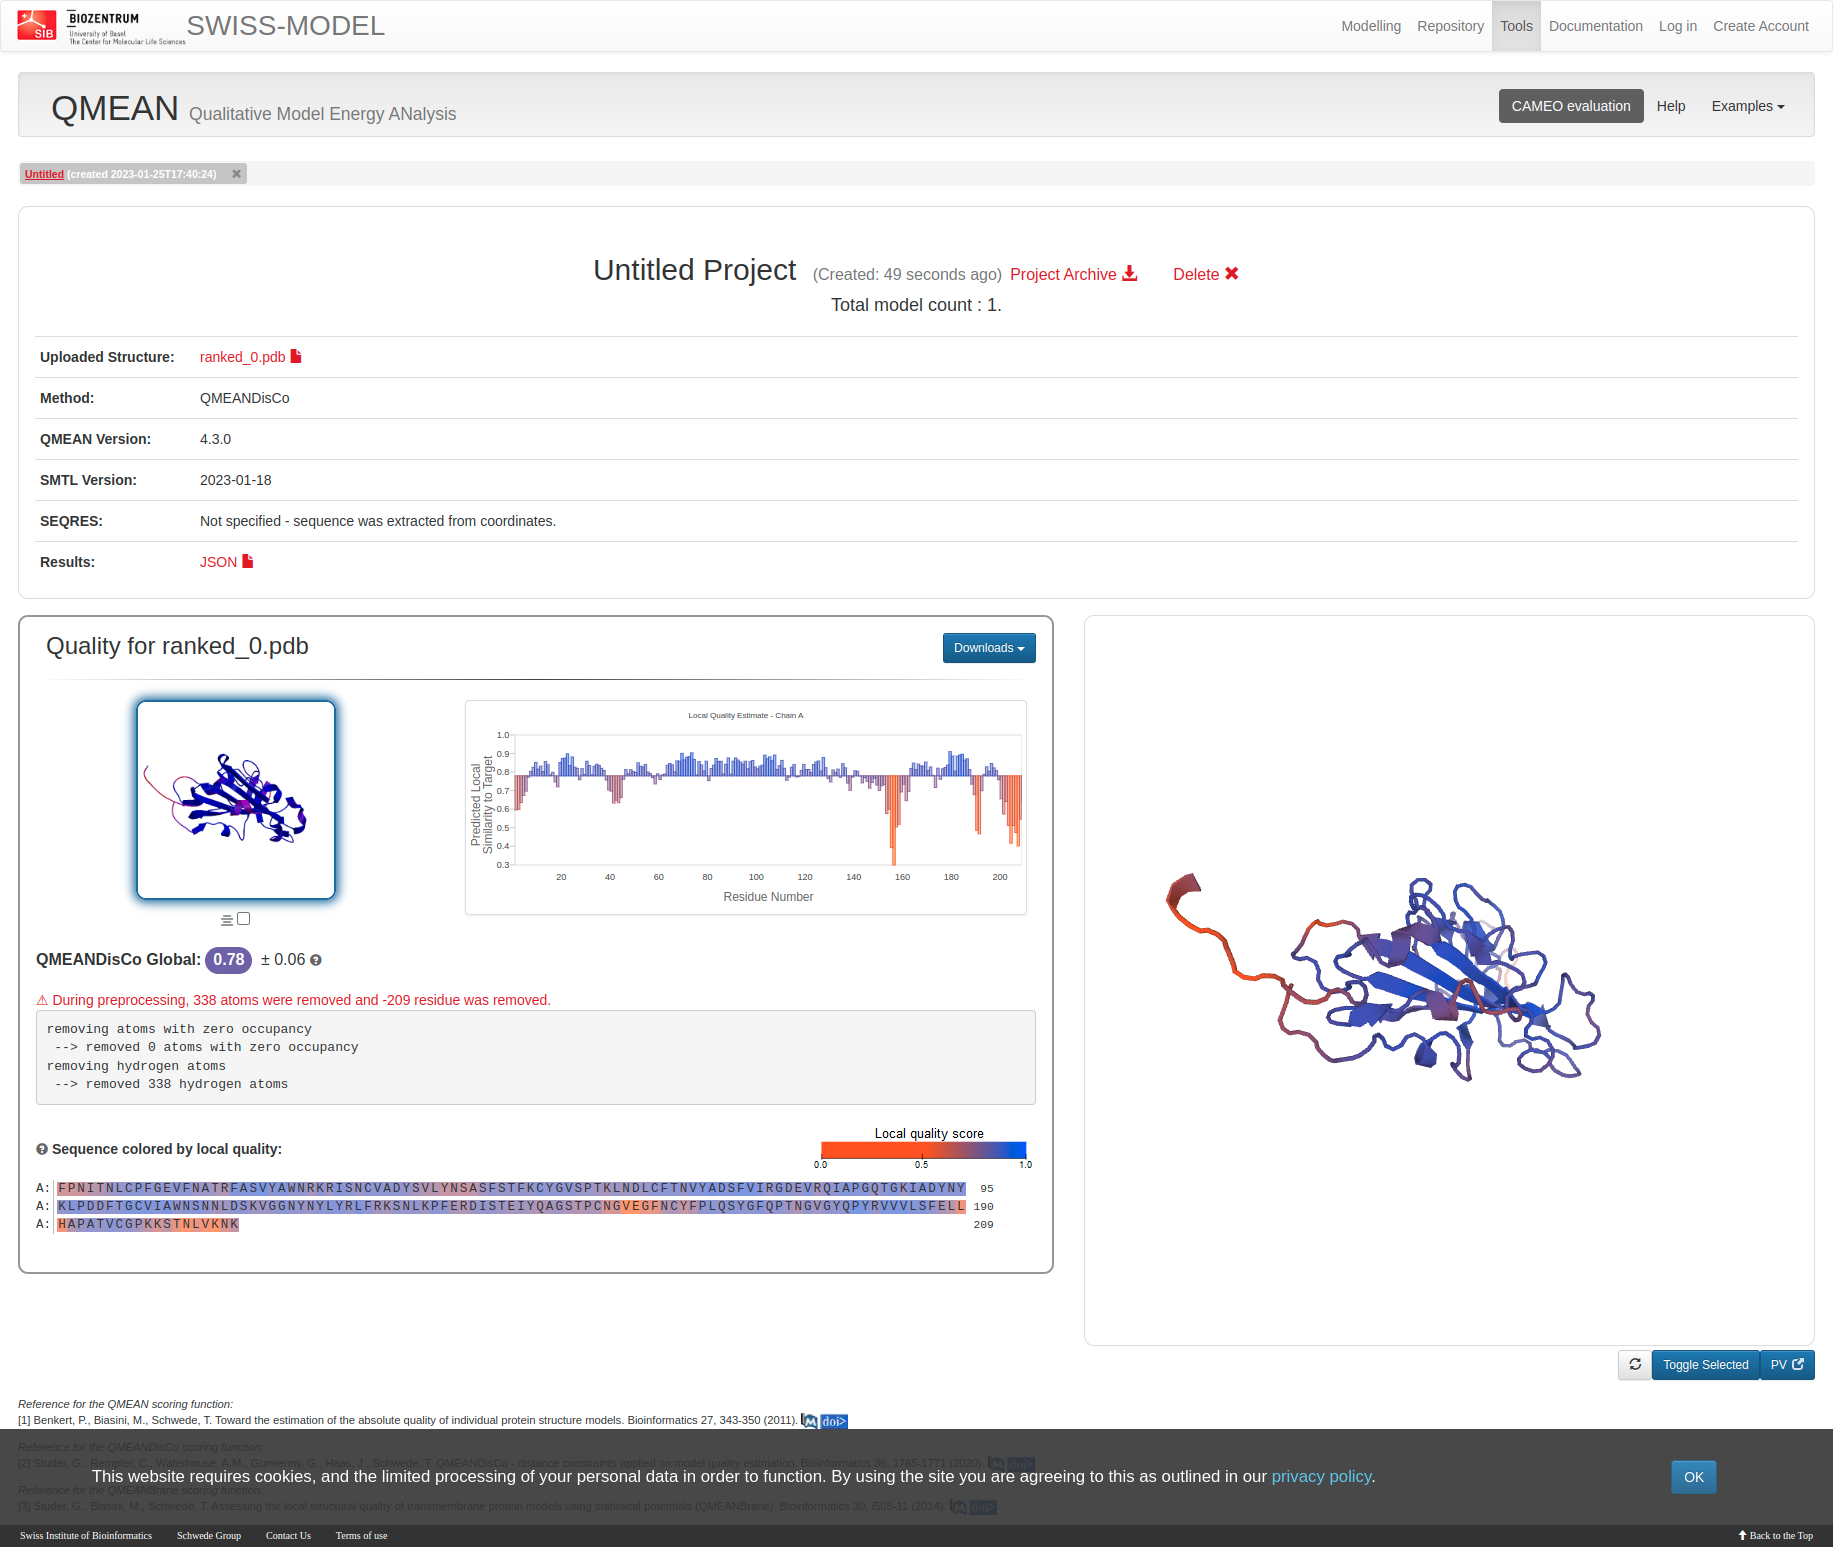 SIB
BIOZENTRUM
University of Basel
The Center for Molecular Life Sciences
SWISS-MODEL
Modelling Repository Tools Documentation Log in Create Account
QMEAN Qualitative Model Energy ANalysis
CAMEO evaluation Help Examples
Untitled (created 2023-01-25T17:40:24) ✖
Untitled Project (Created: 49 seconds ago) Project Archive Delete ✖
Total model count : 1.
Uploaded Structure: ranked_0.pdb
Method: QMEANDisCo
QMEAN Version: 4.3.0
SMTL Version: 2023-01-18
SEQRES: Not specified - sequence was extracted from coordinates.
Results: JSON
Quality for ranked_0.pdb
Downloads
Local Quality Estimate - Chain A
Predicted Local
Similarity to Target
1.0
0.9
0.8
0.7
0.6
0.5
0.4
0.3
20 40 60 80 100 120 140 160 180 200
Residue Number
QMEANDisCo Global: 0.78 ± 0.06
⚠ During preprocessing, 338 atoms were removed and -209 residue was removed.
removing atoms with zero occupancy
--> removed 0 atoms with zero occupancy
removing hydrogen atoms
--> removed 338 hydrogen atoms
Sequence colored by local quality:
Local quality score
0.0 0.5 1.0
A: FPNITNLCPFGEVFNATRFASVYAWNRKRISNCVADYSVLYNSASFSTFKCYGVSPTKLNDLCFTNVYADSFVIRGDEVRQIAPGQTGKIADYNY 95
A: KLPDDFTGCVIAWNSNNLDSKVGGNYNYLYRLFRKSNLKPFERDISTEIYQAGSTPCNGVEGFNCYFPLQSYGFQPTNGVGYQPYRVVVLSFELL 190
A: HAPATVCGPKKSTNLVKNK 209
Toggle Selected
PV
Reference for the QMEAN scoring function:
[1] Benkert, P., Biasini, M., Schwede, T. Toward the estimation of the absolute quality of individual protein structure models. Bioinformatics 27, 343-350 (2011). M doi>
Reference for the QMEANDisCo scoring function:
[2] Studer, G., Rempfer, C., Waterhouse, A.M., Gumienny, G., Haas, J., Schwede, T. QMEANDisCo - distance constraints applied on model quality estimation. Bioinformatics 36, 1765-1771 (2020). M doi>
This website requires cookies, and the limited processing of your personal data in order to function. By using the site you are agreeing to this as outlined in our privacy policy.
OK
Reference for the QMEANBrane scoring function:
[3] Studer, G., Biasini, M., Schwede, T. Assessing the local structural quality of transmembrane protein models using statistical potentials (QMEANBrane). Bioinformatics 30, i505-11 (2014). M doi>
Swiss Institute of Bioinformatics Schwede Group Contact Us Terms of use
Back to the Top